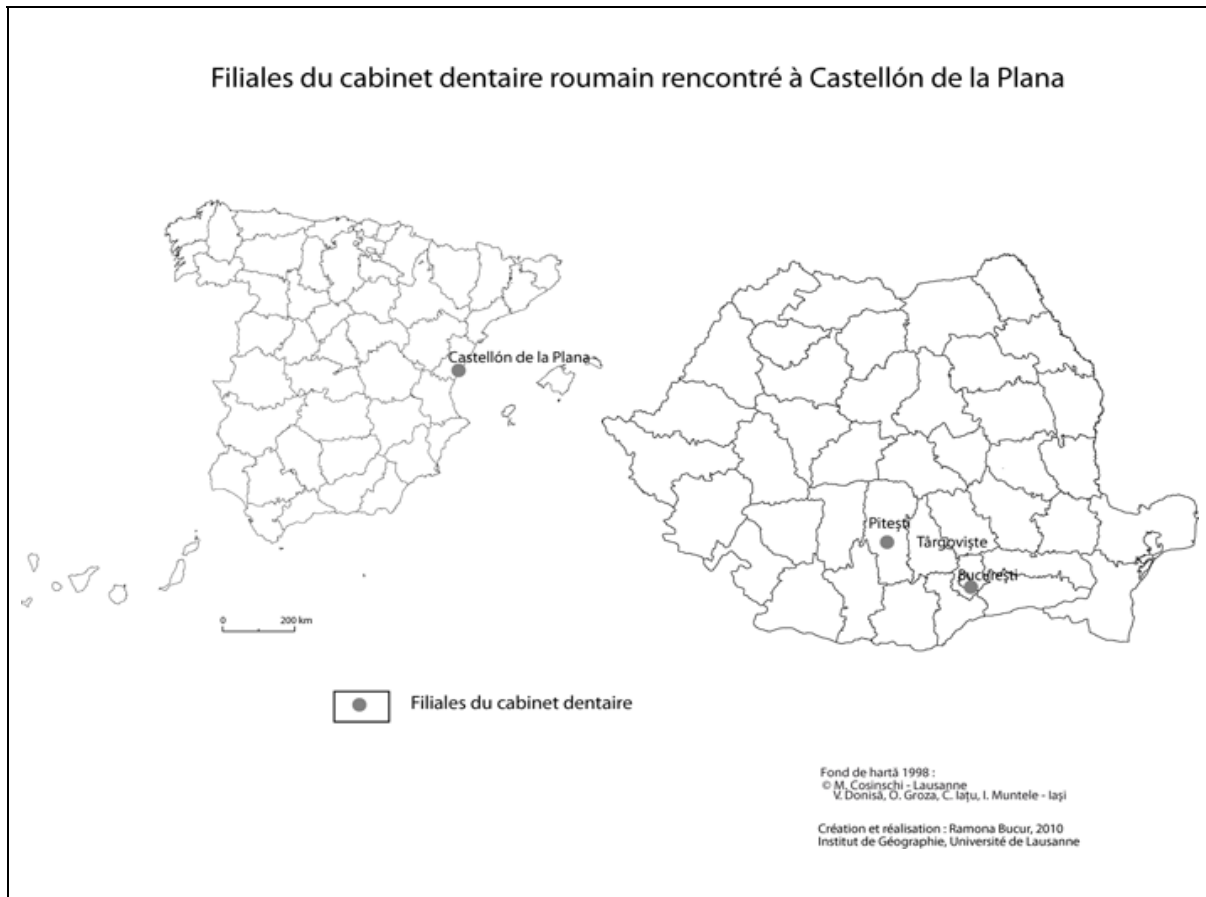 Filiales du cabinet dentaire roumain rencontré à Castellón de la Plana
Castellón de la Plana
Pitești
Târgoviște
București
0 200 km
Filiales du cabinet dentaire
Fond de hartă 1998 :
© M. Cosinschi - Lausanne
V. Donisă, O. Groza, C. Iațu, I. Muntele - Iași
Création et réalisation : Ramona Bucur, 2010
Institut de Géographie, Université de Lausanne